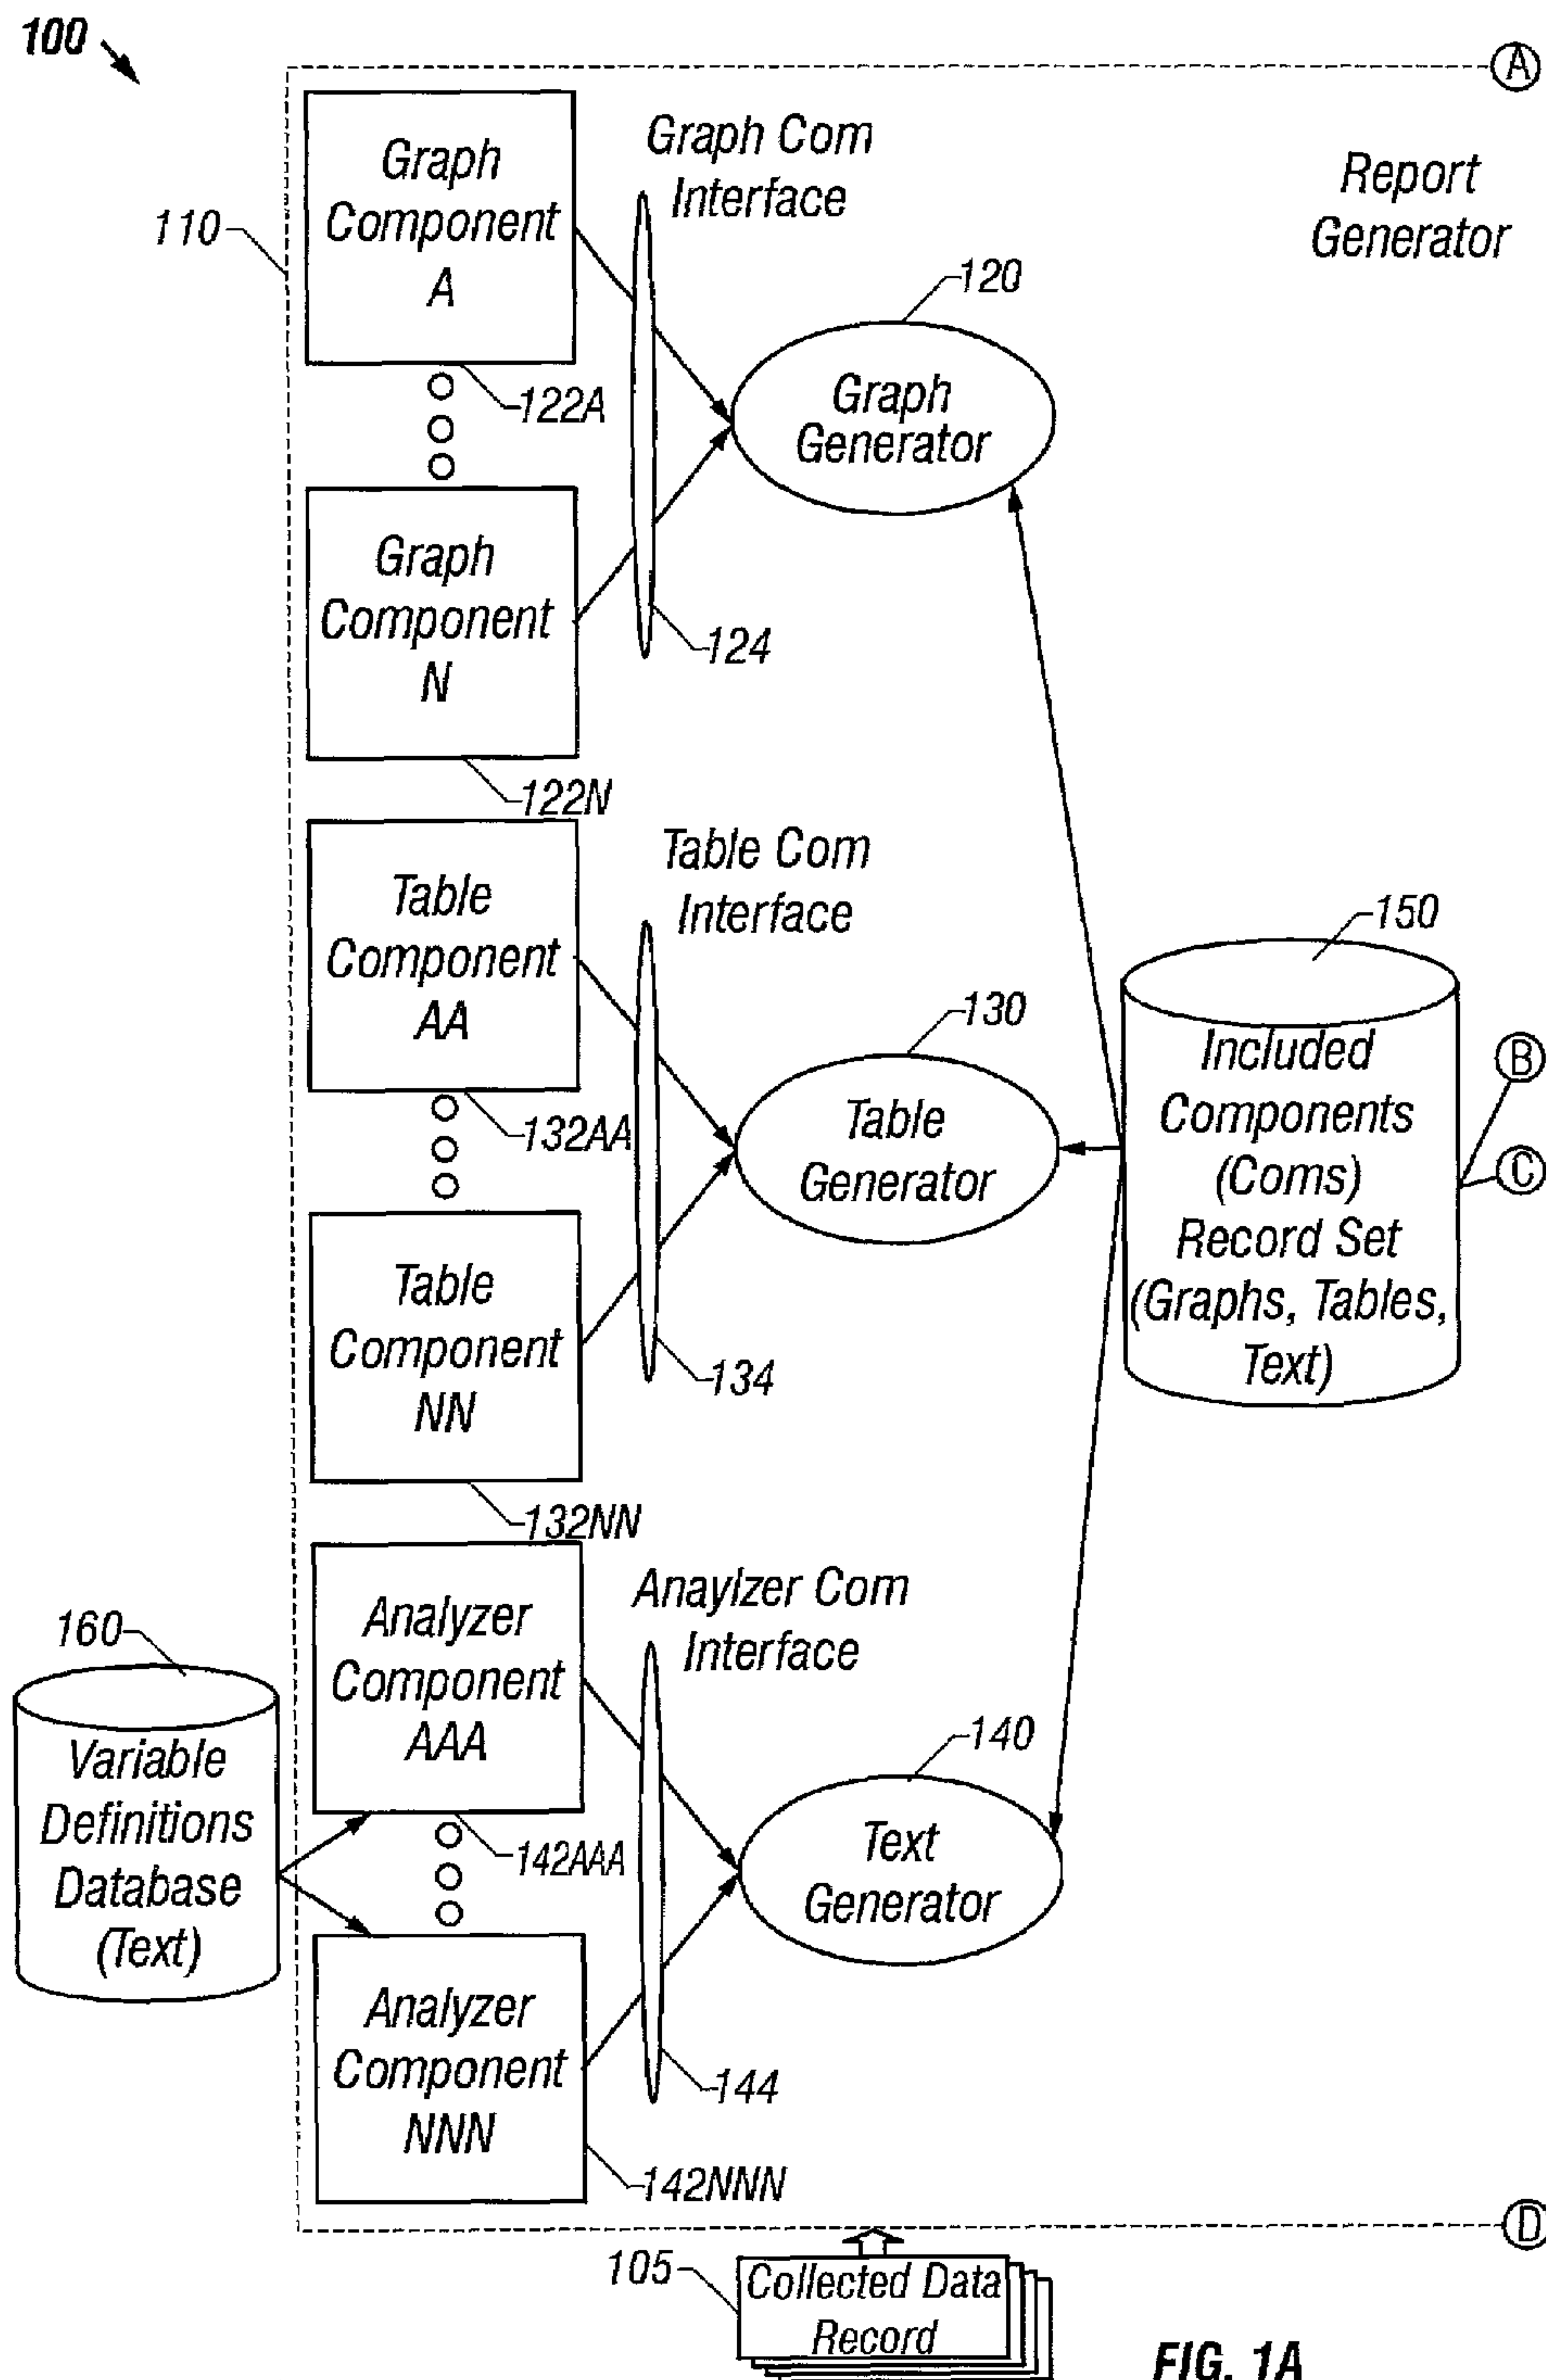 100
A
Graph
Component
A
Graph Com
Interface
Report
Generator
110
120
Graph
Generator
122A
Graph
Component
N
124
122N
Table
Component
AA
Table Com
Interface
150
130
Included
Components
(Coms)
Record Set
(Graphs, Tables,
Text)
B
C
Table
Generator
132AA
Table
Component
NN
134
132NN
Analyzer
Component
AAA
Anaylzer Com
Interface
160
Variable
Definitions
Database
(Text)
140
Text
Generator
142AAA
Analyzer
Component
NNN
144
142NNN
D
105
Collected Data
Record
FIG. 1A